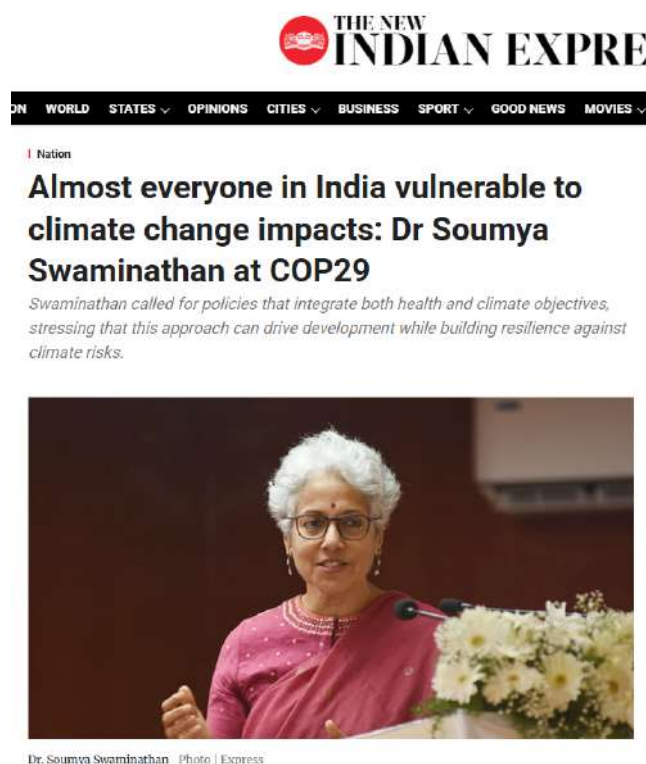 THE NEW
INDIAN EXPRE
ON WORLD STATES OPINIONS CITIES BUSINESS SPORT GOOD NEWS MOVIES
Nation
Almost everyone in India vulnerable to
climate change impacts: Dr Soumya
Swaminathan at COP29
Swaminathan called for policies that integrate both health and climate objectives,
stressing that this approach can drive development while building resilience against
climate risks.
Dr. Soumya Swaminathan Photo | Express